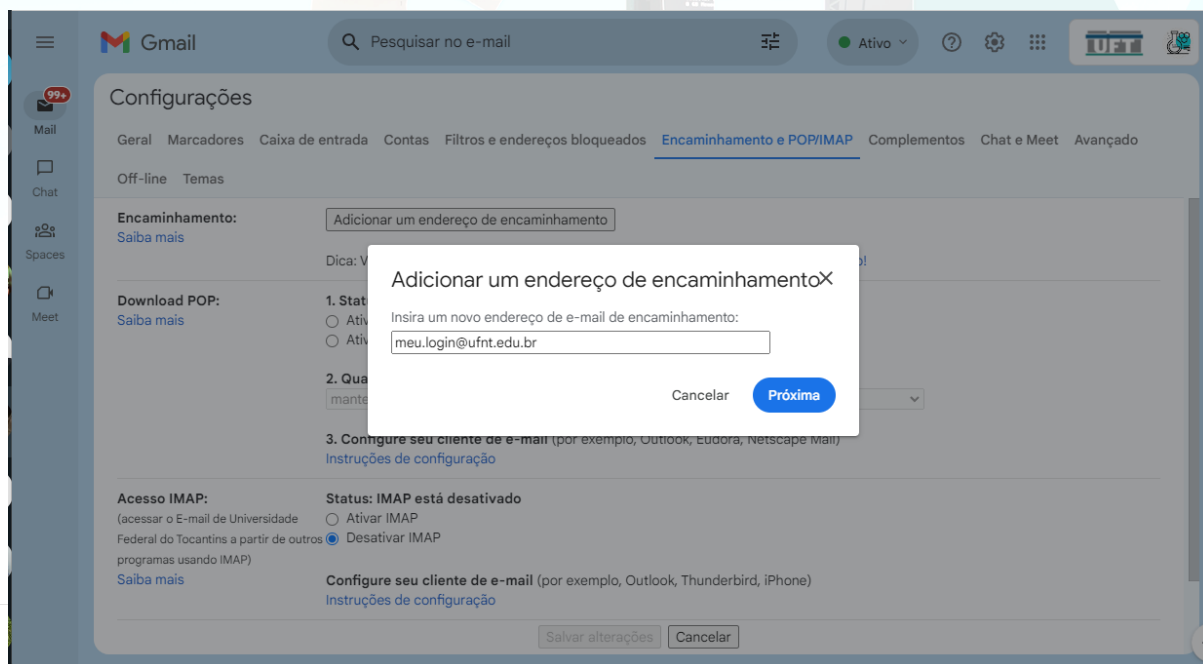 Gmail
Pesquisar no e-mail
Ativo
UFT
99+
Mail
Chat
Spaces
Meet
Configurações
Geral Marcadores Caixa de entrada Contas Filtros e endereços bloqueados Encaminhamento e POP/IMAP Complementos Chat e Meet Avançado
Off-line Temas
Encaminhamento:
Saiba mais
Adicionar um endereço de encaminhamento
Dica: V
Adicionar um endereço de encaminhamento
Insira um novo endereço de e-mail de encaminhamento:
meu.login@ufnt.edu.br
Cancelar Próxima
Download POP:
Saiba mais
1. Stat
Ativ
Ativ
2. Qua
mante
3. Configure seu cliente de e-mail (por exemplo, Outlook, Eudora, Netscape Mail)
Instruções de configuração
Acesso IMAP:
(acessar o E-mail de Universidade
Federal do Tocantins a partir de outros
programas usando IMAP)
Saiba mais
Status: IMAP está desativado
Ativar IMAP
Desativar IMAP
Configure seu cliente de e-mail (por exemplo, Outlook, Thunderbird, iPhone)
Instruções de configuração
Salvar alterações Cancelar